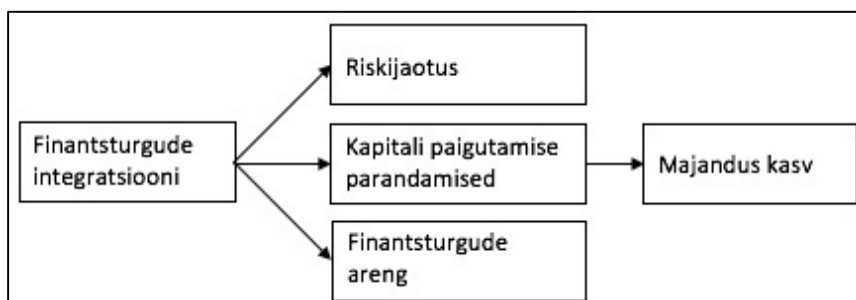 Finantsturgude
integratsiooni
Riskijaotus
Kapitali paigutamise
parandamised
Finantsturgude
areng
Majandus kasv